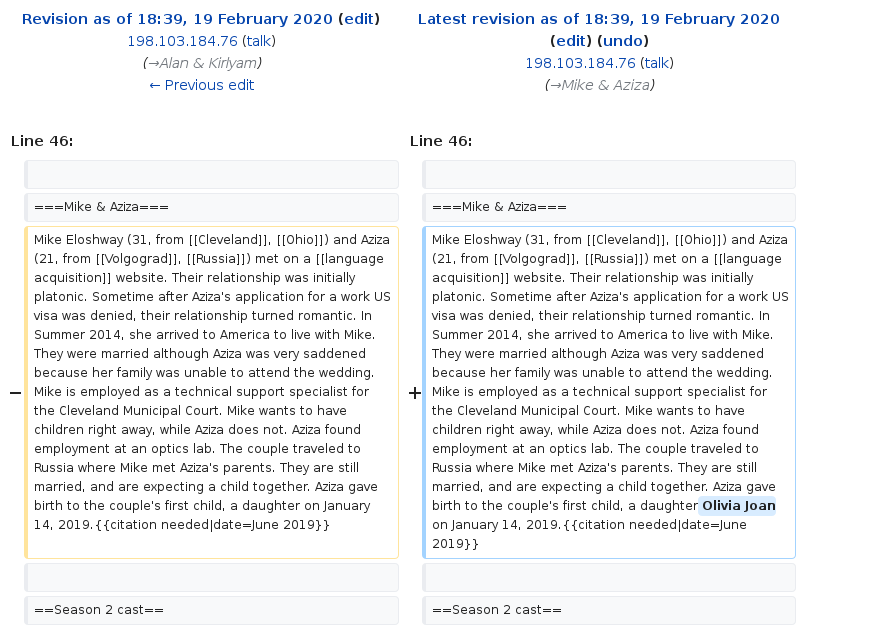 Revision as of 18:39, 19 February 2020 (edit)
198.103.184.76 (talk)
(→Alan & Kirlyam)
← Previous edit
Latest revision as of 18:39, 19 February 2020
(edit) (undo)
198.103.184.76 (talk)
(→Mike & Aziza)
Line 46:
Line 46:
===Mike & Aziza===
===Mike & Aziza===
−
Mike Eloshway (31, from [[Cleveland]], [[Ohio]]) and Aziza
(21, from [[Volgograd]], [[Russia]]) met on a [[language
acquisition]] website. Their relationship was initially
platonic. Sometime after Aziza's application for a work US
visa was denied, their relationship turned romantic. In
Summer 2014, she arrived to America to live with Mike.
They were married although Aziza was very saddened
because her family was unable to attend the wedding.
Mike is employed as a technical support specialist for
the Cleveland Municipal Court. Mike wants to have
children right away, while Aziza does not. Aziza found
employment at an optics lab. The couple traveled to
Russia where Mike met Aziza's parents. They are still
married, and are expecting a child together. Aziza gave
birth to the couple's first child, a daughter on January
14, 2019.{{citation needed|date=June 2019}}
+
Mike Eloshway (31, from [[Cleveland]], [[Ohio]]) and Aziza
(21, from [[Volgograd]], [[Russia]]) met on a [[language
acquisition]] website. Their relationship was initially
platonic. Sometime after Aziza's application for a work US
visa was denied, their relationship turned romantic. In
Summer 2014, she arrived to America to live with Mike.
They were married although Aziza was very saddened
because her family was unable to attend the wedding.
Mike is employed as a technical support specialist for
the Cleveland Municipal Court. Mike wants to have
children right away, while Aziza does not. Aziza found
employment at an optics lab. The couple traveled to
Russia where Mike met Aziza's parents. They are still
married, and are expecting a child together. Aziza gave
birth to the couple's first child, a daughter Olivia Joan
on January 14, 2019.{{citation needed|date=June
2019}}
==Season 2 cast==
==Season 2 cast==